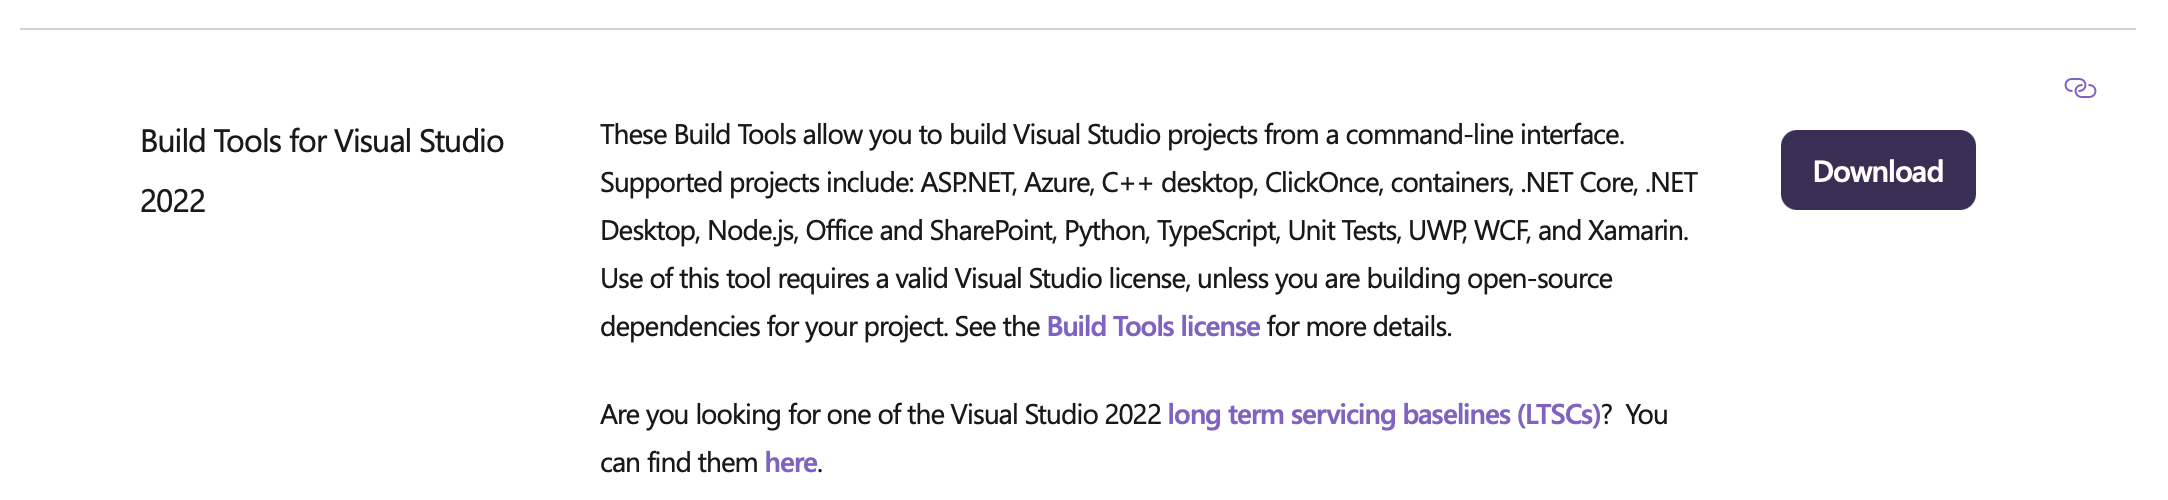 Build Tools for Visual Studio
2022
These Build Tools allow you to build Visual Studio projects from a command-line interface.
Supported projects include: ASP.NET, Azure, C++ desktop, ClickOnce, containers, .NET Core, .NET
Desktop, Node.js, Office and SharePoint, Python, TypeScript, Unit Tests, UWP, WCF, and Xamarin.
Use of this tool requires a valid Visual Studio license, unless you are building open-source
dependencies for your project. See the Build Tools license for more details.
Are you looking for one of the Visual Studio 2022 long term servicing baselines (LTSCs)?  You
can find them here.
Download